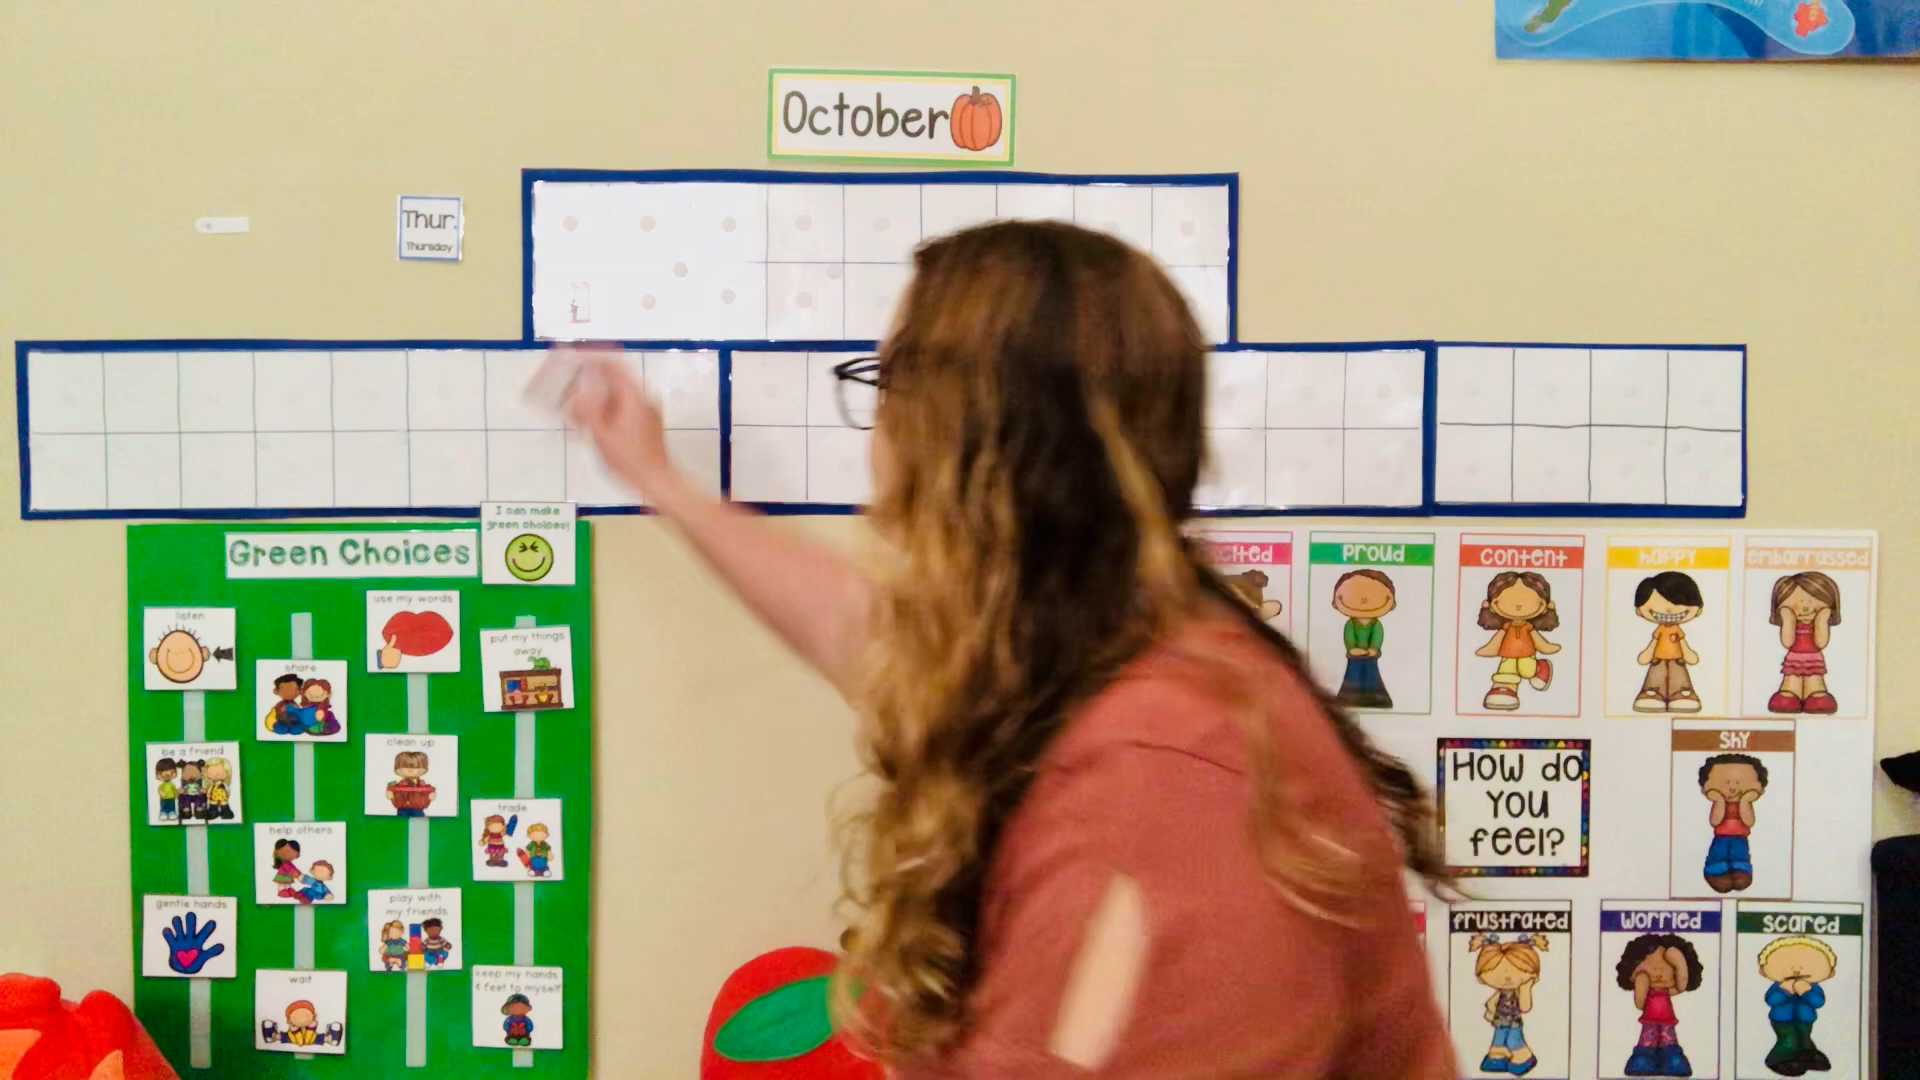 October
Thur.
Thursday
I can make
green choices!
Green Choices
listen
share
use my words
put my things
away
be a friend
help others
clean up
trade
gentle hands
wait
play with
my friends
keep my hands
& feet to myself
proud
content
happy
embarrassed
How do
you
feel?
shy
frustrated
worried
scared